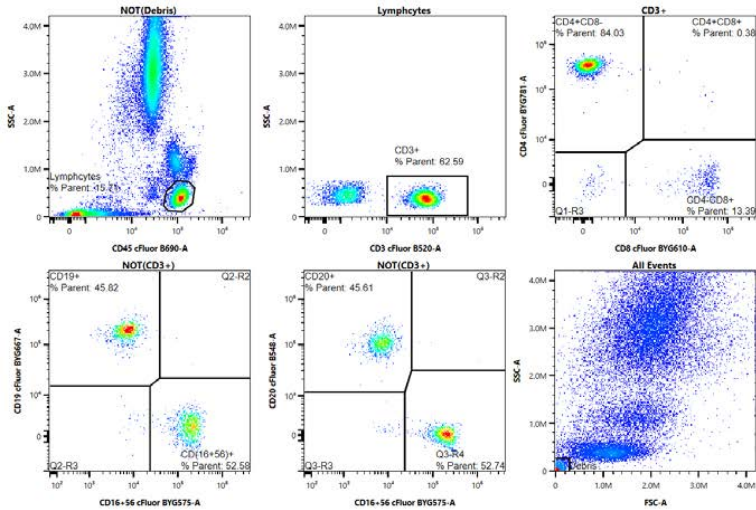 NOT(Debris)
SSC-A
4.0M
3.0M
2.0M
1.0M
0
Lymphcytes
% Parent: 15.71
0 10⁴ 10⁵ 10⁶
CD45 cFluor B690-A
Lymphcytes
SSC-A
4.0M
3.0M
2.0M
1.0M
0
CD3+
% Parent: 62.59
CD3 cFluor B520-A
CD3+
CD4 cFluor BYG781-A
CD4+CD8-
% Parent: 84.03
CD4+CD8+
% Parent: 0.38
Q1-R3
CD4-CD8+
% Parent: 13.39
CD8 cFluor BYG610-A
NOT(CD3+)
CD19 cFluor BYG667-A
CD19+
% Parent: 45.82
Q2-R2
Q2-R3
CD(16+56)+
% Parent: 52.58
CD16+56 cFluor BYG575-A
NOT(CD3+)
CD20 cFluor B548-A
CD20+
% Parent: 45.61
Q3-R2
Q3-R3
Q3-R4
% Parent: 52.74
CD16+56 cFluor BYG575-A
All Events
SSC-A
4.0M
3.0M
2.0M
1.0M
0
Debris
0 1.0M 2.0M 3.0M 4.0M
FSC-A